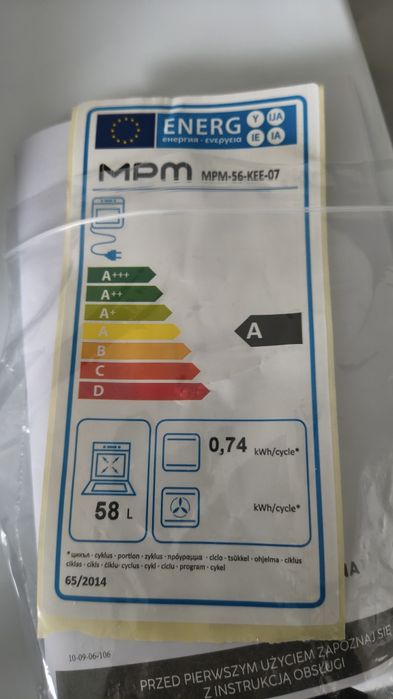 ENERG
енергия · ενεργεια
Y IJA
IE IA
MPM MPM-56-KEE-07
A+++
A++
A+
A
B
C
D
A
0,74 kWh/cycle*
58 L
kWh/cycle*
* цикъл · cyklus · portion · zyklus · πρόγραμμα · ciclo · tsükkel · ohjelma · ciklus
ciklas · cikls · ċiklu · cyclus · cykl · ciclu · program · cykel
65/2014
10-09-06-106
PRZED PIERWSZYM UŻYCIEM ZAPOZNAJ SIĘ
Z INSTRUKCJĄ OBSŁUGI